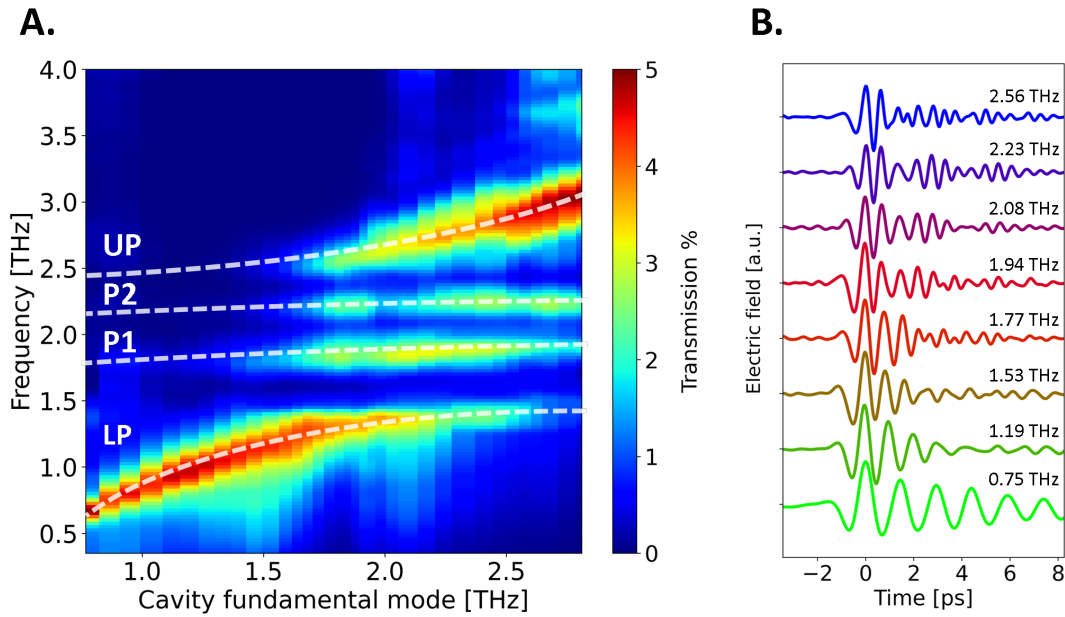 A.
4.0
3.5
3.0
2.5
2.0
1.5
1.0
0.5
Frequency [THz]
UP
P2
P1
LP
1.0
1.5
2.0
2.5
Cavity fundamental mode [THz]
5
4
3
2
1
0
Transmission %
B.
Electric field [a.u.]
2.56 THz
2.23 THz
2.08 THz
1.94 THz
1.77 THz
1.53 THz
1.19 THz
0.75 THz
−2
0
2
4
6
8
Time [ps]